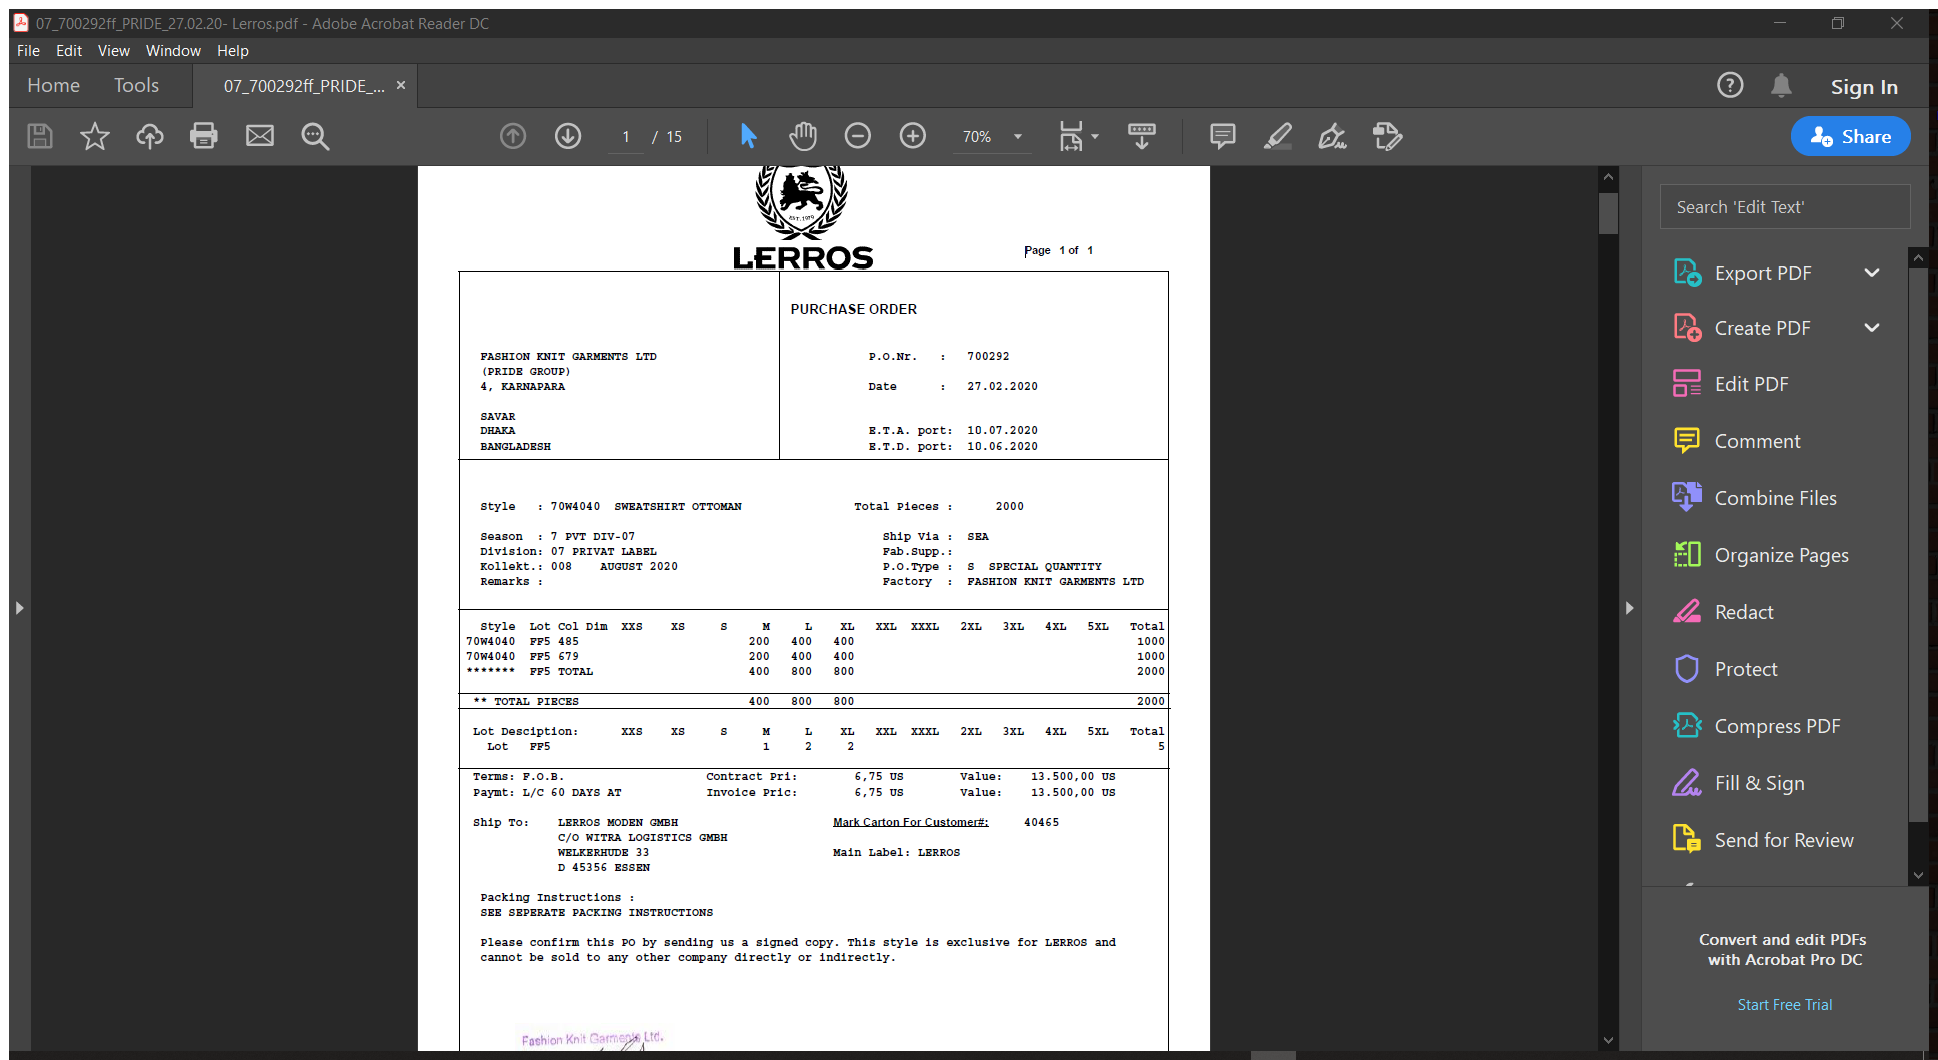 07_700292ff_PRIDE_27.02.20- Lerros.pdf - Adobe Acrobat Reader DC
File Edit View Window Help
Home Tools 07_700292ff_PRIDE_... × Sign In
1 / 15 70% Share
EST. 1979
LERROS
Page 1 of 1
PURCHASE ORDER
FASHION KNIT GARMENTS LTD P.O.Nr. : 700292
(PRIDE GROUP)
4, KARNAPARA Date : 27.02.2020
SAVAR
DHAKA E.T.A. port: 10.07.2020
BANGLADESH E.T.D. port: 10.06.2020
Style : 70W4040 SWEATSHIRT OTTOMAN Total Pieces : 2000
Season : 7 PVT DIV-07 Ship Via : SEA
Division: 07 PRIVAT LABEL Fab.Supp.:
Kollekt.: 008 AUGUST 2020 P.O.Type : S SPECIAL QUANTITY
Remarks : Factory : FASHION KNIT GARMENTS LTD
Style Lot Col Dim XXS XS S M L XL XXL XXXL 2XL 3XL 4XL 5XL Total
70W4040 FF5 485 200 400 400 1000
70W4040 FF5 679 200 400 400 1000
******* FF5 TOTAL 400 800 800 2000
** TOTAL PIECES 400 800 800 2000
Lot Desciption: XXS XS S M L XL XXL XXXL 2XL 3XL 4XL 5XL Total
Lot FF5 1 2 2 5
Terms: F.O.B. Contract Pri: 6,75 US Value: 13.500,00 US
Paymt: L/C 60 DAYS AT Invoice Pric: 6,75 US Value: 13.500,00 US
Ship To: LERROS MODEN GMBH Mark Carton For Customer#: 40465
C/O WITRA LOGISTICS GMBH
WELKERHUDE 33 Main Label: LERROS
D 45356 ESSEN
Packing Instructions :
SEE SEPERATE PACKING INSTRUCTIONS
Please confirm this PO by sending us a signed copy. This style is exclusive for LERROS and
cannot be sold to any other company directly or indirectly.
Fashion Knit Garments Ltd.
Search 'Edit Text'
Export PDF
Create PDF
Edit PDF
Comment
Combine Files
Organize Pages
Redact
Protect
Compress PDF
Fill & Sign
Send for Review
Convert and edit PDFs
with Acrobat Pro DC
Start Free Trial